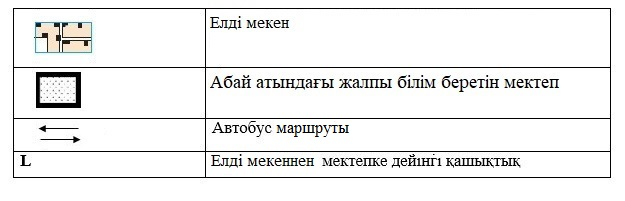 Елді мекен
Абай атындағы жалпы білім беретін мектеп
Автобус маршруты
L Елді мекеннен мектепке дейінгі қашықтық